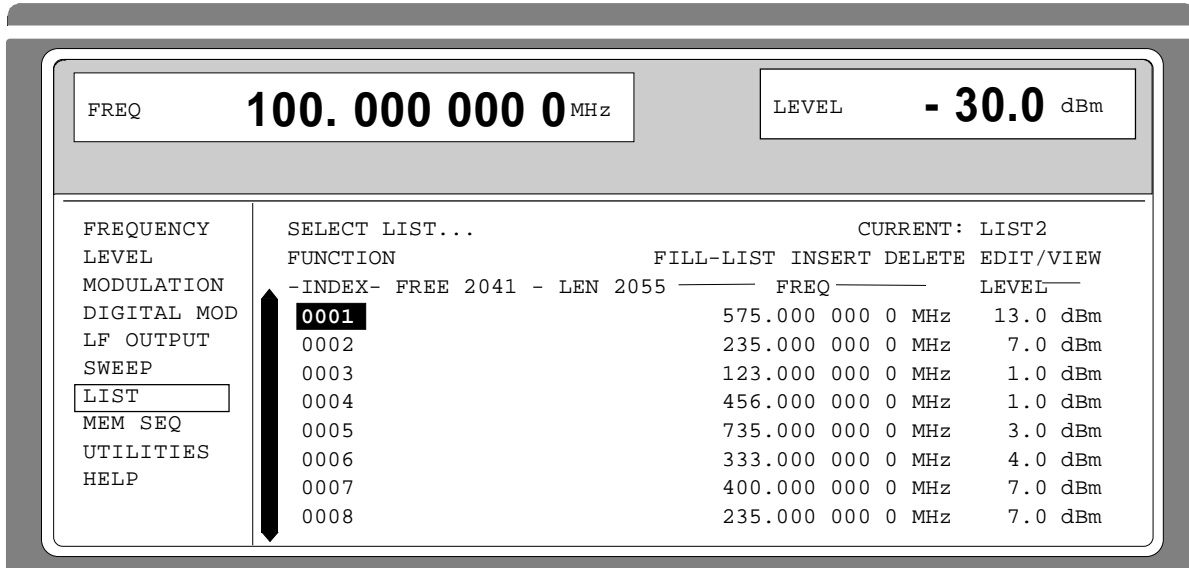 FREQ 100. 000 000 0 MHz LEVEL - 30.0 dBm
FREQUENCY
LEVEL
MODULATION
DIGITAL MOD
LF OUTPUT
SWEEP
LIST
MEM SEQ
UTILITIES
HELP
SELECT LIST... CURRENT: LIST2
FUNCTION FILL-LIST INSERT DELETE EDIT/VIEW
-INDEX- FREE 2041 - LEN 2055 FREQ LEVEL
0001 575.000 000 0 MHz 13.0 dBm
0002 235.000 000 0 MHz 7.0 dBm
0003 123.000 000 0 MHz 1.0 dBm
0004 456.000 000 0 MHz 1.0 dBm
0005 735.000 000 0 MHz 3.0 dBm
0006 333.000 000 0 MHz 4.0 dBm
0007 400.000 000 0 MHz 7.0 dBm
0008 235.000 000 0 MHz 7.0 dBm